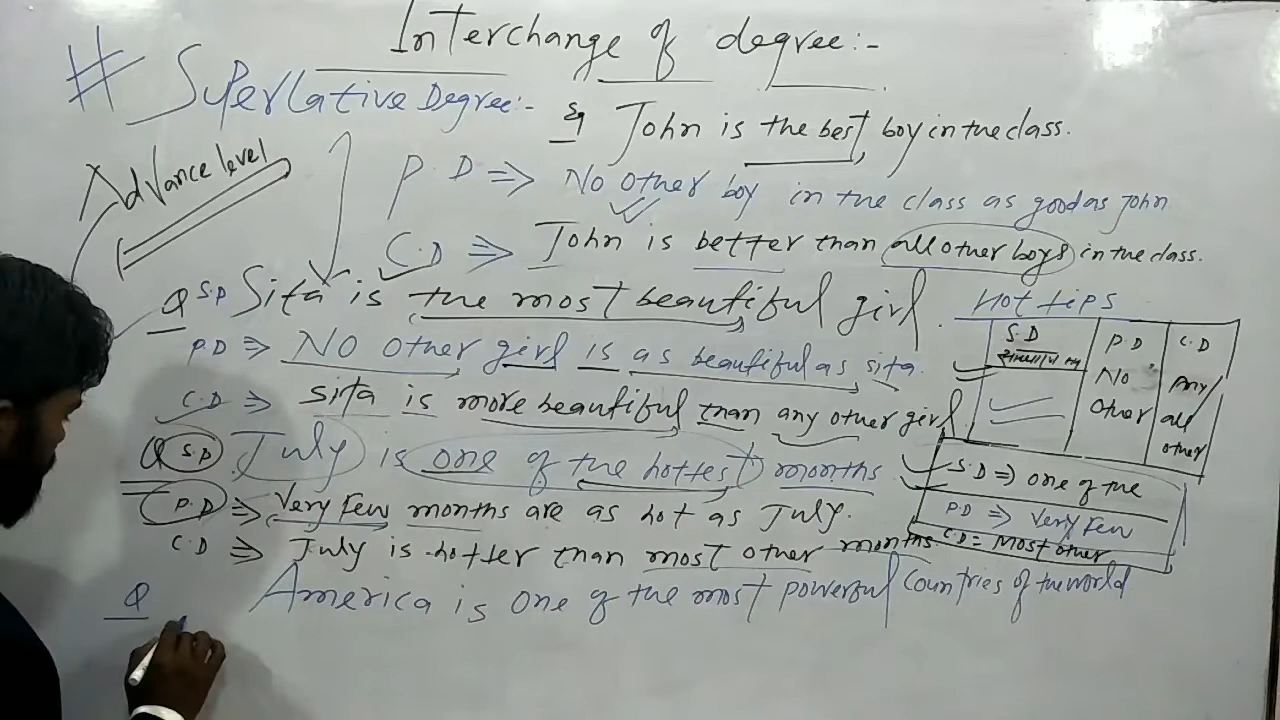 Interchange of degree:-
# Superlative Degree:-
eg John is the best boy in the class.
Advance level
P.D ⇒ No other boy in the class as good as John
C.D ⇒ John is better than all other boys in the class.
Q S.D Sita is the most beautiful girl.
P.D ⇒ No other girl is as beautiful as sita.
C.D ⇒ sita is more beautiful than any other girl
Q S.D July is one of the hottest months
P.D ⇒ Very few months are as hot as July.
C.D ⇒ July is hotter than most other months.
Q America is one of the most powerful countries of the world
Hot tips
S.D P.D C.D
No other Any/all other
S.D ⇒ one of the
P.D ⇒ Very Few
C.D = Most other